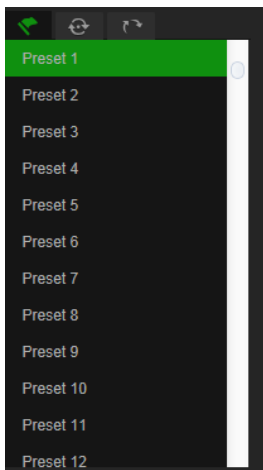 Preset 1
Preset 2
Preset 3
Preset 4
Preset 5
Preset 6
Preset 7
Preset 8
Preset 9
Preset 10
Preset 11
Preset 12